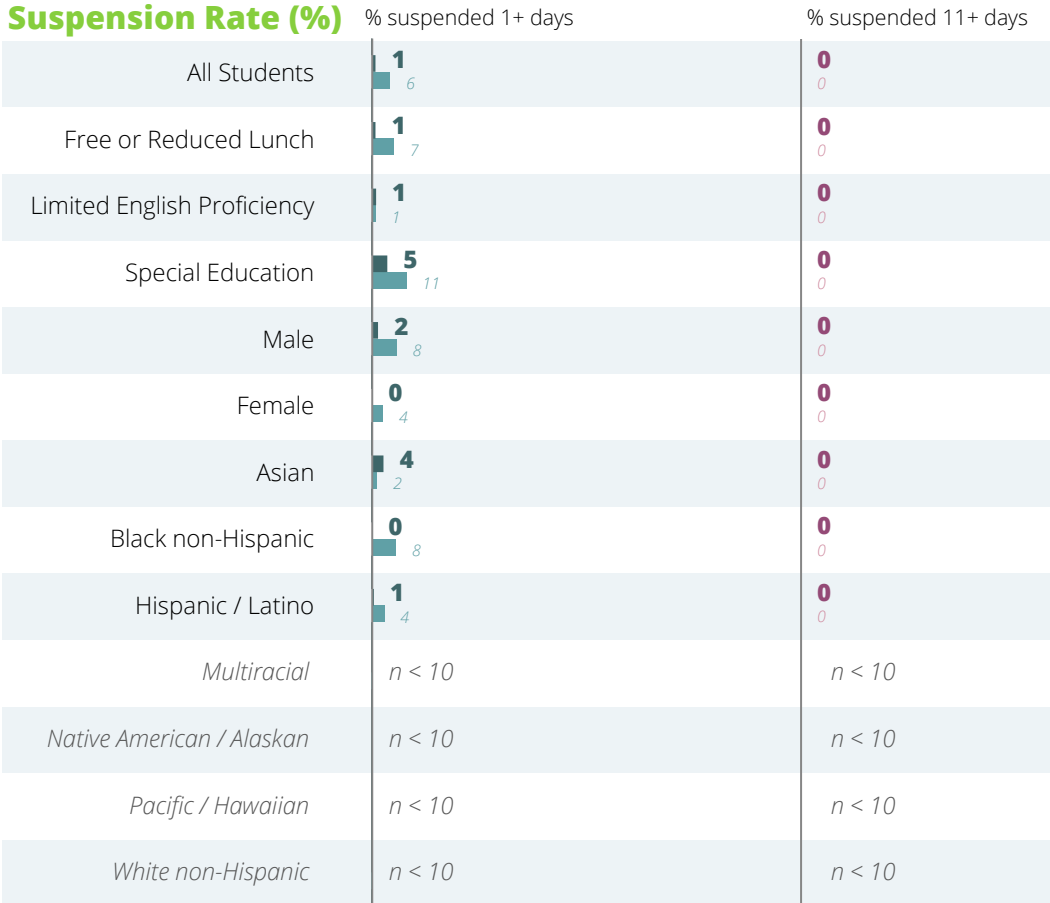 Suspension Rate (%) % suspended 1+ days % suspended 11+ days
All Students 1 0
6 0
Free or Reduced Lunch 1 0
7 0
Limited English Proficiency 1 0
1 0
Special Education 5 0
11 0
Male 2 0
8 0
Female 0 0
4 0
Asian 4 0
2 0
Black non-Hispanic 0 0
8 0
Hispanic / Latino 1 0
4 0
Multiracial n < 10 n < 10
Native American / Alaskan n < 10 n < 10
Pacific / Hawaiian n < 10 n < 10
White non-Hispanic n < 10 n < 10